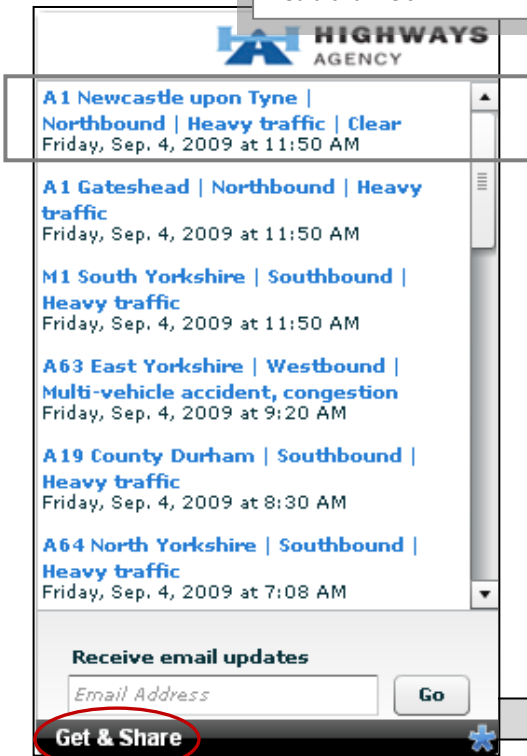 HIGHWAYS
AGENCY
A1 Newcastle upon Tyne |
Northbound | Heavy traffic | Clear
Friday, Sep. 4, 2009 at 11:50 AM
A1 Gateshead | Northbound | Heavy
traffic
Friday, Sep. 4, 2009 at 11:50 AM
M1 South Yorkshire | Southbound |
Heavy traffic
Friday, Sep. 4, 2009 at 11:50 AM
A63 East Yorkshire | Westbound |
Multi-vehicle accident, congestion
Friday, Sep. 4, 2009 at 9:20 AM
A19 County Durham | Southbound |
Heavy traffic
Friday, Sep. 4, 2009 at 8:30 AM
A64 North Yorkshire | Southbound |
Heavy traffic
Friday, Sep. 4, 2009 at 7:08 AM
Receive email updates
Email Address
Go
Get & Share